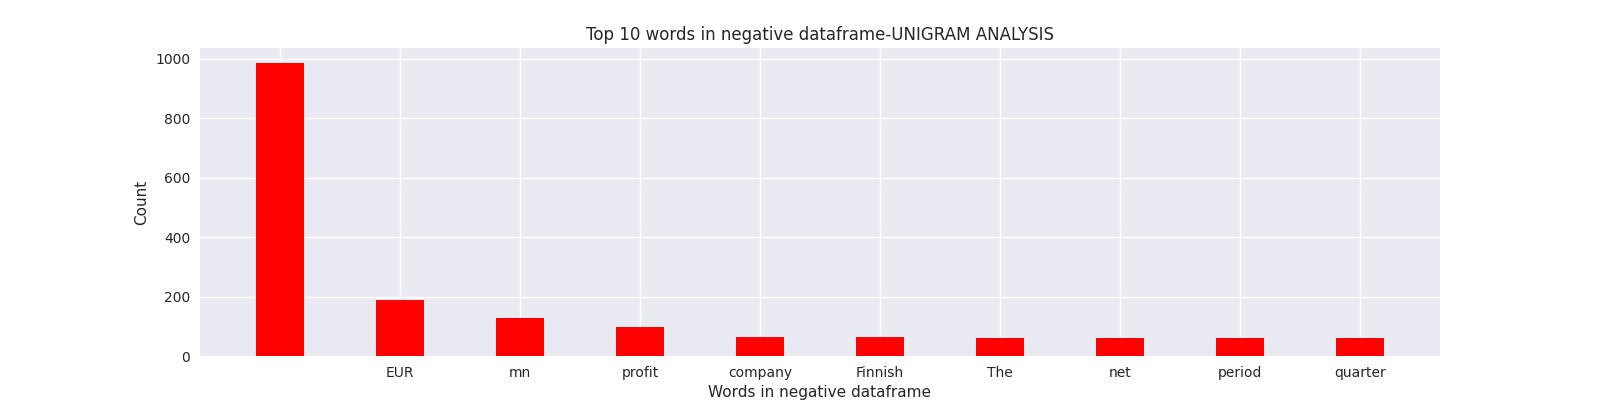 Top 10 words in negative dataframe-UNIGRAM ANALYSIS
1000
800
600
400
200
0
Count
EUR mn profit company Finnish The net period quarter
Words in negative dataframe